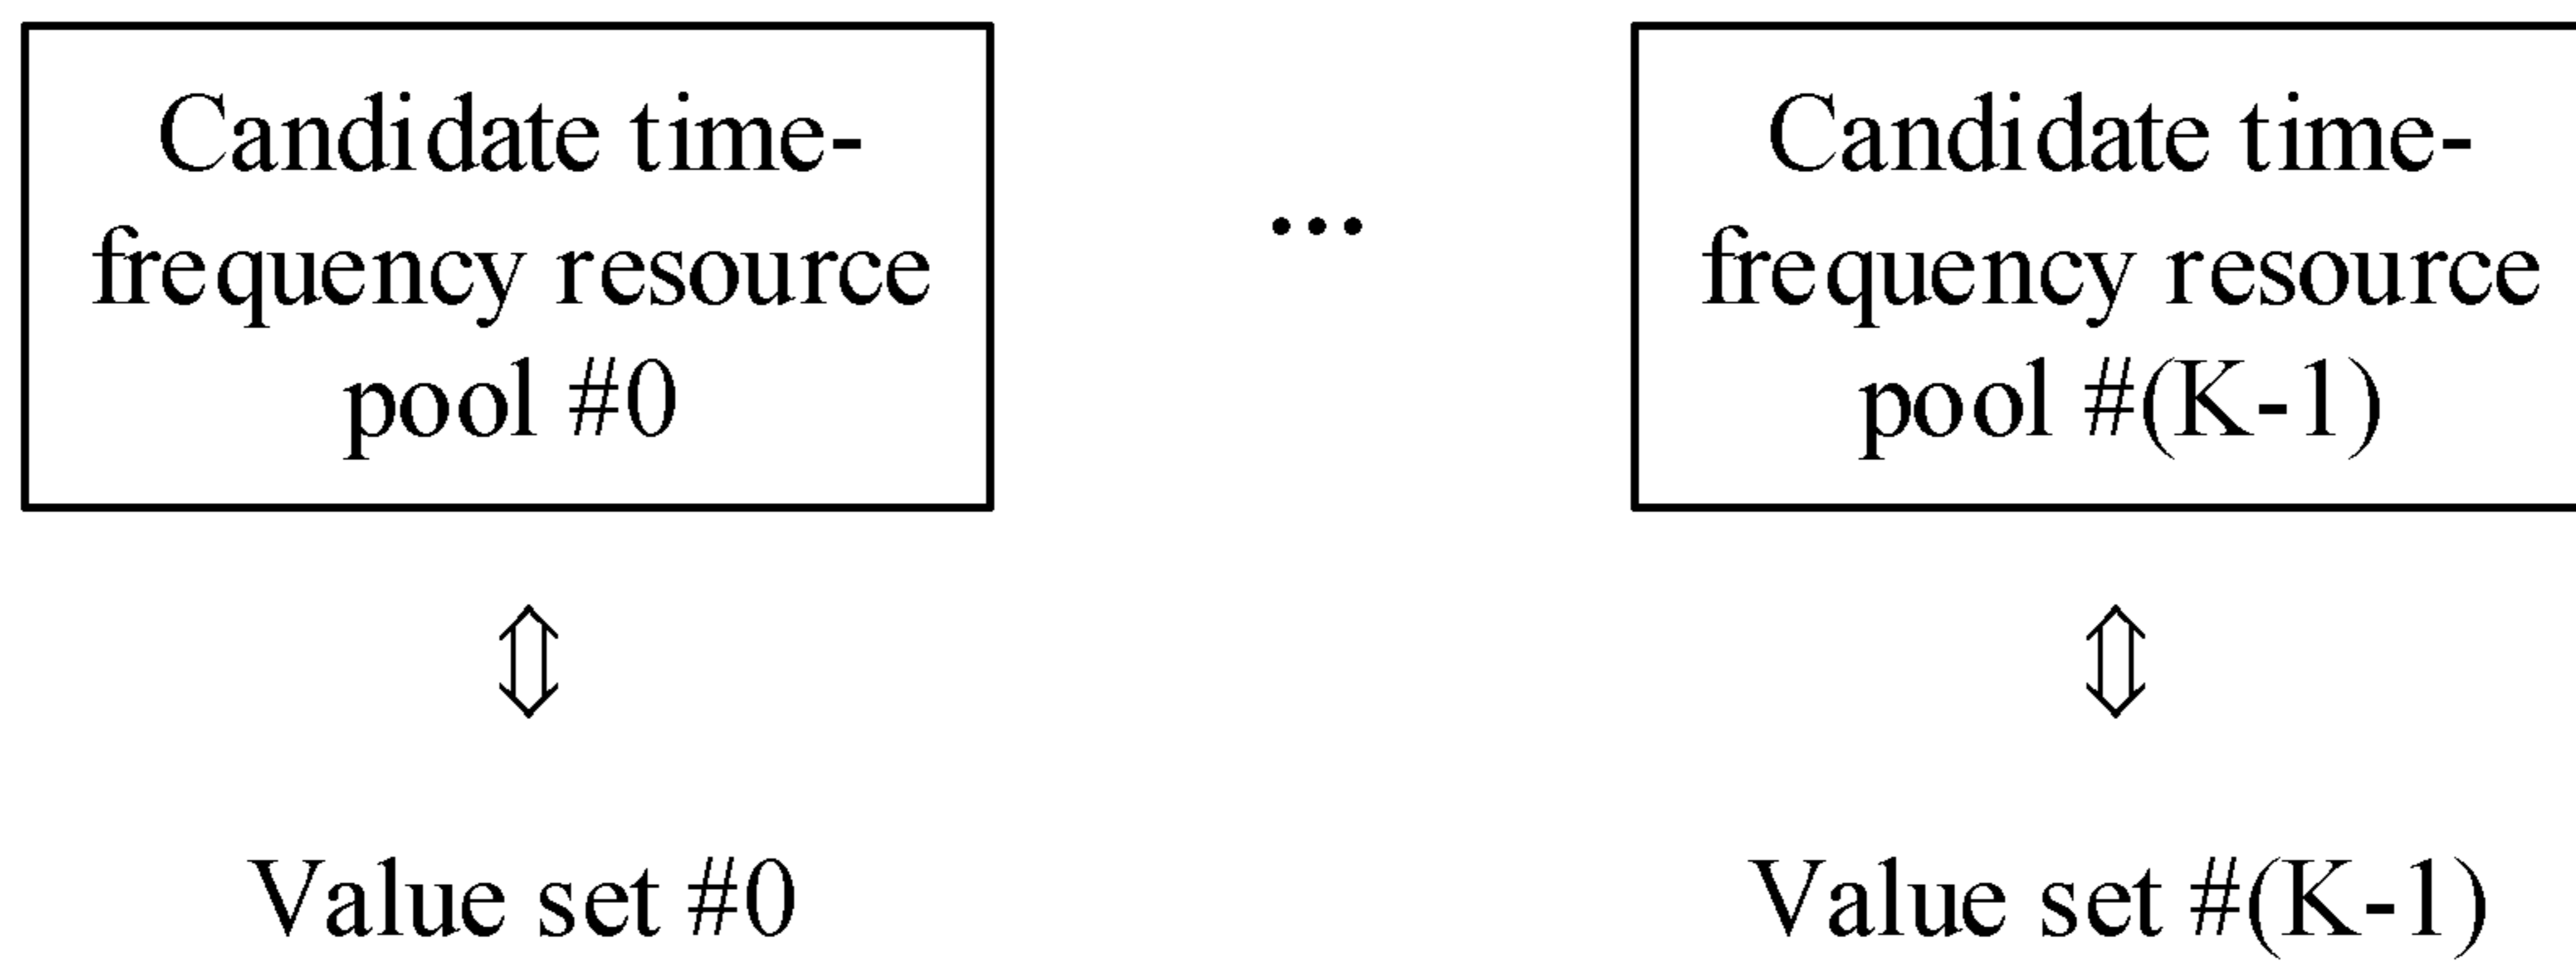 Candidate time-
frequency resource
pool #0
...
Candidate time-
frequency resource
pool #(K-1)
Value set #0
Value set #(K-1)